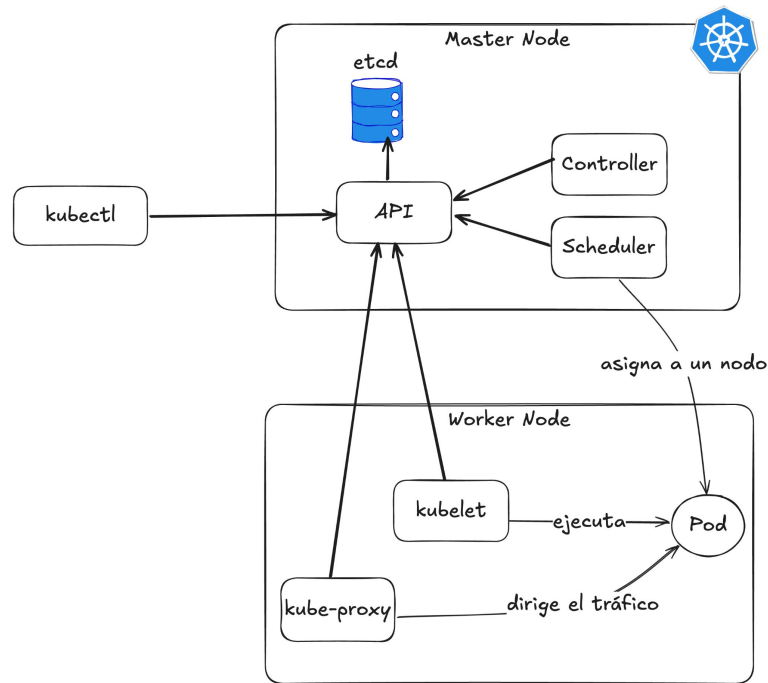 Master Node
etcd
Controller
kubectl
API
Scheduler
asigna a un nodo
Worker Node
kubelet
ejecuta
Pod
kube-proxy
dirige el tráfico